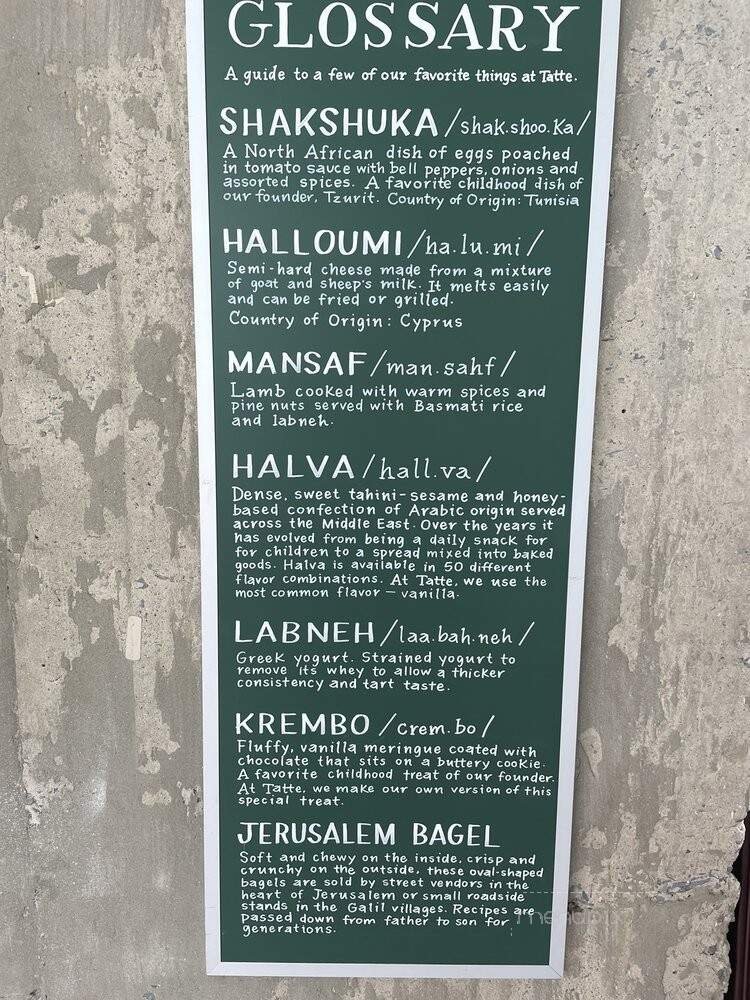 GLOSSARY
A guide to a few of our favorite things at Tatte.
SHAKSHUKA /shak.shoo.Ka/
A North African dish of eggs poached
in tomato sauce with bell peppers, onions and
assorted spices. A favorite childhood dish of
our founder, Tzurit. Country of Origin: Tunisia
HALLOUMI /ha.lu.mi/
Semi-hard cheese made from a mixture
of goat and sheep's milk. It melts easily
and can be fried or grilled.
Country of Origin: Cyprus
MANSAF /man.sahf/
Lamb cooked with warm spices and
pine nuts served with Basmati rice
and labneh.
HALVA /hall.va/
Dense, sweet tahini-sesame and honey-
based confection of Arabic origin served
across the Middle East. Over the years it
has evolved from being a daily snack for
for children to a spread mixed into baked
goods. Halva is available in 50 different
flavor combinations. At Tatte, we use the
most common flavor – vanilla.
LABNEH /laa.bah.neh/
Greek yogurt. Strained yogurt to
remove its whey to allow a thicker
consistency and tart taste.
KREMBO /crem.bo/
Fluffy, vanilla meringue coated with
chocolate that sits on a buttery cookie.
A favorite childhood treat of our founder.
At Tatte, we make our own version of this
special treat.
JERUSALEM BAGEL
Soft and chewy on the inside, crisp and
crunchy on the outside, these oval-shaped
bagels are sold by street vendors in the
heart of Jerusalem or small roadside
stands in the Galil villages. Recipes are
passed down from father to son for
generations.